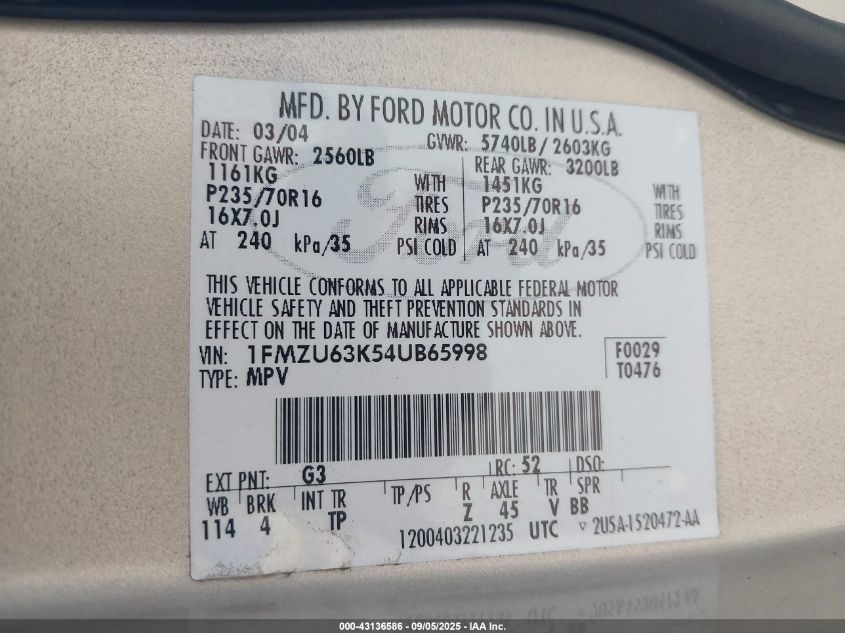 MFD. BY FORD MOTOR CO. IN U.S.A.
DATE: 03/04 GVWR: 5740LB/ 2603KG
FRONT GAWR: 2560LB REAR GAWR: 3200LB
1161KG WITH 1451KG WITH
P235/70R16 TIRES P235/70R16 TIRES
16X7.0J RIMS 16X7.0J RIMS
AT 240 kPa/35 PSI COLD AT 240 kPa/35 PSI COLD
Ford
THIS VEHICLE CONFORMS TO ALL APPLICABLE FEDERAL MOTOR
VEHICLE SAFETY AND THEFT PREVENTION STANDARDS IN
EFFECT ON THE DATE OF MANUFACTURE SHOWN ABOVE.
VIN: 1FMZU63K54UB65998 F0029
TYPE: MPV T0476
EXT PNT: G3 RC: 52 DSO:
WB BRK INT TR TP/PS R AXLE TR SPR
114 4 TP Z 45 V BB
1200403221235 UTC ▽ 2U5A-1520472-AA
000-43136586 - 09/05/2025 - IAA Inc.